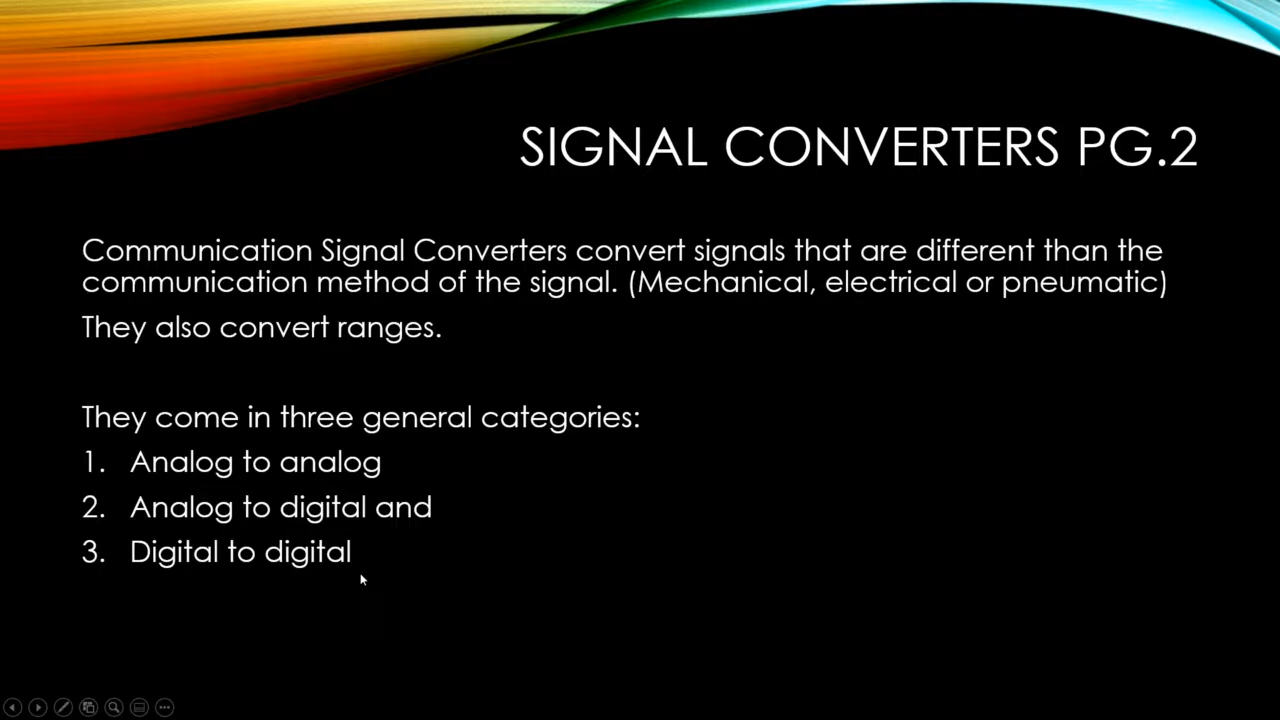 SIGNAL CONVERTERS PG.2
Communication Signal Converters convert signals that are different than the
communication method of the signal. (Mechanical, electrical or pneumatic)
They also convert ranges.
They come in three general categories:
1. Analog to analog
2. Analog to digital and
3. Digital to digital